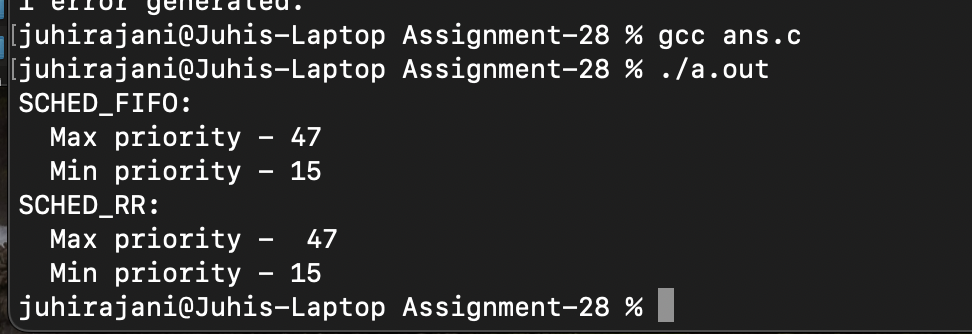 1 error generated.
[juhirajani@Juhis-Laptop Assignment-28 % gcc ans.c
[juhirajani@Juhis-Laptop Assignment-28 % ./a.out
SCHED_FIFO:
  Max priority – 47
  Min priority – 15
SCHED_RR:
  Max priority –  47
  Min priority – 15
juhirajani@Juhis-Laptop Assignment-28 %